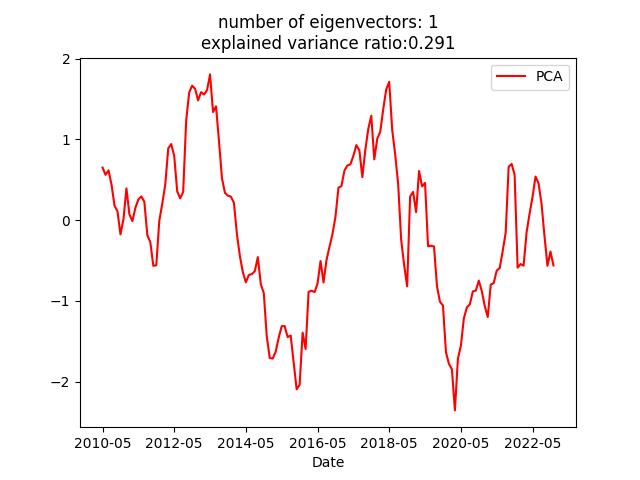 number of eigenvectors: 1
explained variance ratio:0.291
PCA
2
1
0
−1
−2
2010-05 2012-05 2014-05 2016-05 2018-05 2020-05 2022-05
Date